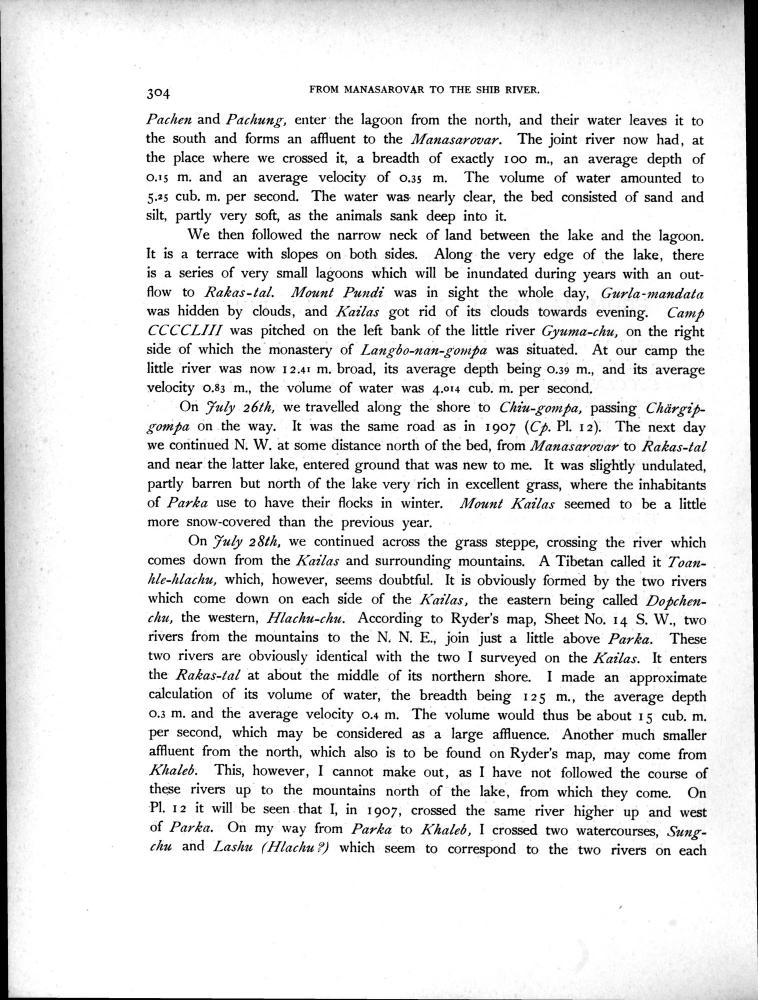 304
FROM MANASAROVAR TO THE SHIB RIVER.
Pachen and Pachung, enter the lagoon from the north, and their water leaves it to
the south and forms an affluent to the Manasarovar. The joint river now had, at
the place where we crossed it, a breadth of exactly 100 m., an average depth of
0.15 m. and an average velocity of 0.35 m. The volume of water amounted to
5.25 cub. m. per second. The water was nearly clear, the bed consisted of sand and
silt, partly very soft, as the animals sank deep into it.
We then followed the narrow neck of land between the lake and the lagoon.
It is a terrace with slopes on both sides. Along the very edge of the lake, there
is a series of very small lagoons which will be inundated during years with an out-
flow to Rakas-tal. Mount Pundi was in sight the whole day, Gurla-mandata
was hidden by clouds, and Kailas got rid of its clouds towards evening. Camp
CCCCLIII was pitched on the left bank of the little river Gyuma-chu, on the right
side of which the monastery of Langbo-nan-gompa was situated. At our camp the
little river was now 12.41 m. broad, its average depth being 0.39 m., and its average
velocity 0.83 m., the volume of water was 4.014 cub. m. per second.
On July 26th, we travelled along the shore to Chiu-gompa, passing Chärgip-
gompa on the way. It was the same road as in 1907 (Cp. Pl. 12). The next day
we continued N. W. at some distance north of the bed, from Manasarovar to Rakas-tal
and near the latter lake, entered ground that was new to me. It was slightly undulated,
partly barren but north of the lake very rich in excellent grass, where the inhabitants
of Parka use to have their flocks in winter. Mount Kailas seemed to be a little
more snow-covered than the previous year.
On July 28th, we continued across the grass steppe, crossing the river which
comes down from the Kailas and surrounding mountains. A Tibetan called it Toan-
hle-hlachu, which, however, seems doubtful. It is obviously formed by the two rivers
which come down on each side of the Kailas, the eastern being called Dopchen-
chu, the western, Hlachu-chu. According to Ryder's map, Sheet No. 14 S. W., two
rivers from the mountains to the N. N. E., join just a little above Parka. These
two rivers are obviously identical with the two I surveyed on the Kailas. It enters
the Rakas-tal at about the middle of its northern shore. I made an approximate
calculation of its volume of water, the breadth being 125 m., the average depth
0.3 m. and the average velocity 0.4 m. The volume would thus be about 15 cub. m.
per second, which may be considered as a large affluence. Another much smaller
affluent from the north, which also is to be found on Ryder's map, may come from
Khaleb. This, however, I cannot make out, as I have not followed the course of
these rivers up to the mountains north of the lake, from which they come. On
Pl. 12 it will be seen that I, in 1907, crossed the same river higher up and west
of Parka. On my way from Parka to Khaleb, I crossed two watercourses, Sung-
chu and Lashu (Hlachu?) which seem to correspond to the two rivers on each